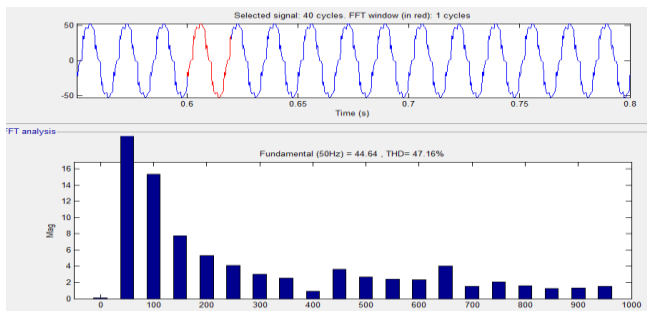 Selected signal: 40 cycles. FFT window (in red): 1 cycles
50
0
-50
0.6 0.65 0.7 0.75 0.8
Time (s)
FFT analysis
Fundamental (50Hz) = 44.64 , THD= 47.16%
16
14
12
10
8
6
4
2
0
Mag
0 100 200 300 400 500 600 700 800 900 1000